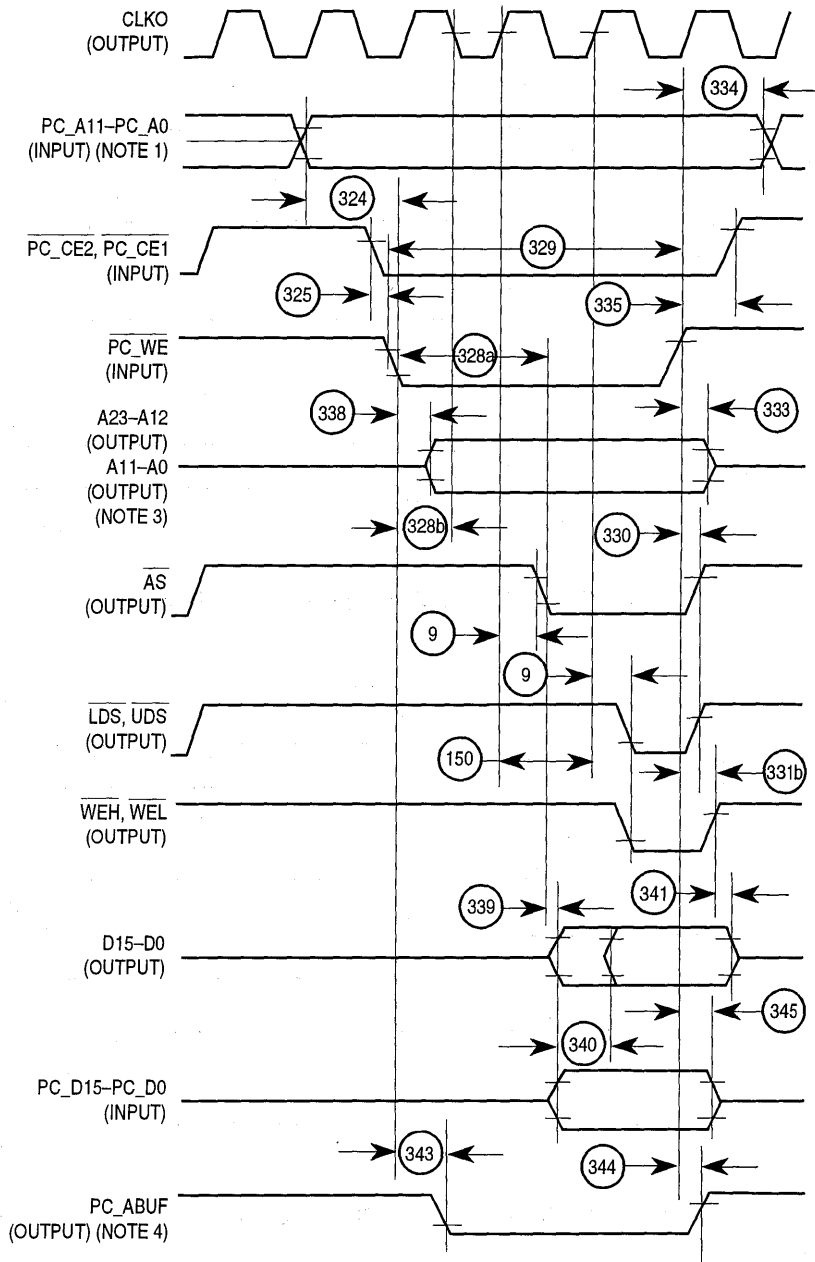 CLKO
(OUTPUT)
334
PC_A11–PC_A0
(INPUT) (NOTE 1)
324
PC_CE2, PC_CE1
(INPUT)
329
325
335
PC_WE
(INPUT)
328a
338
333
A23–A12
(OUTPUT)
A11–A0
(OUTPUT)
(NOTE 3)
328b
330
AS
(OUTPUT)
9
9
LDS, UDS
(OUTPUT)
150
331b
WEH, WEL
(OUTPUT)
341
339
D15–D0
(OUTPUT)
345
340
PC_D15–PC_D0
(INPUT)
343
344
PC_ABUF
(OUTPUT) (NOTE 4)